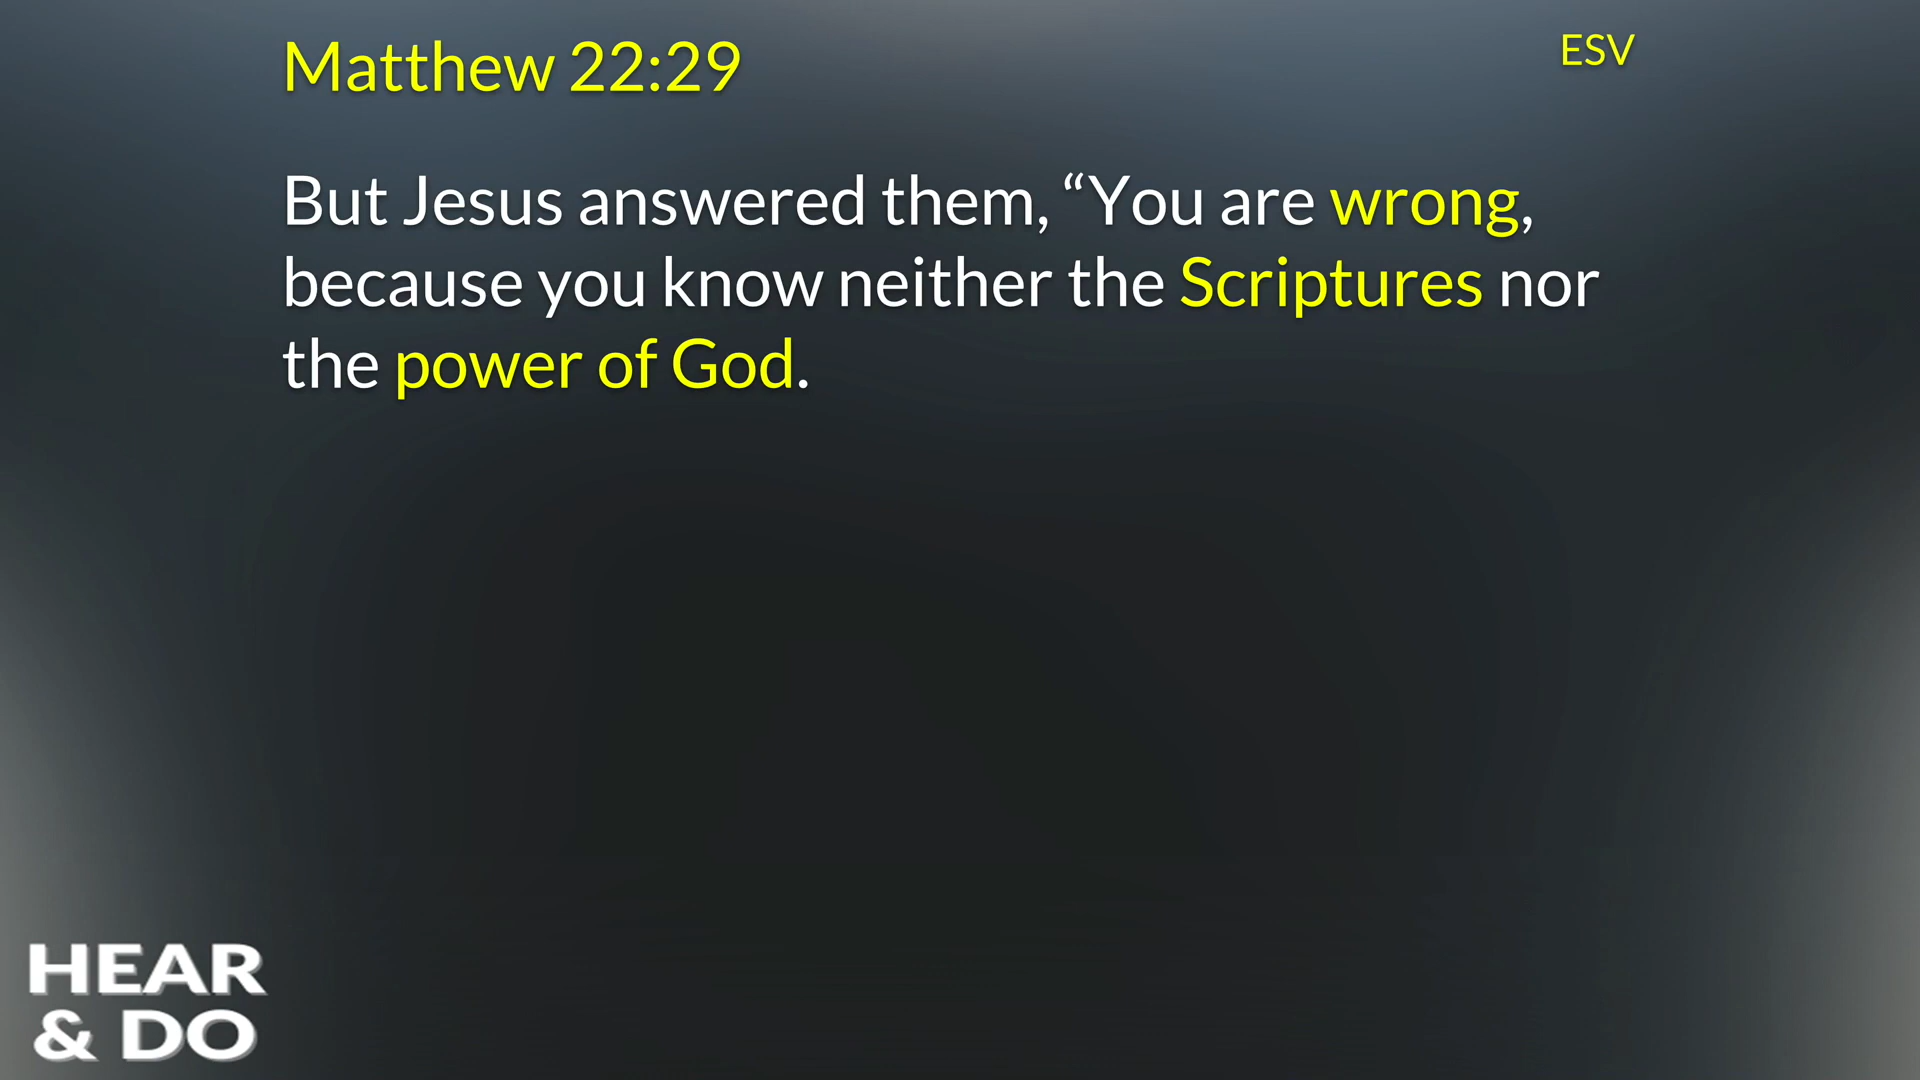 Matthew 22:29
ESV
But Jesus answered them, “You are wrong,
because you know neither the Scriptures nor
the power of God.
HEAR
& DO